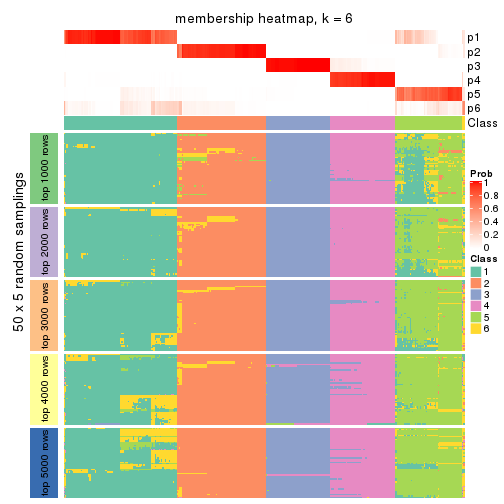 membership heatmap, k = 6
p1
p2
p3
p4
p5
p6
Class
50 x 5 random samplings
top 1000 rows
top 2000 rows
top 3000 rows
top 4000 rows
top 5000 rows
Prob
1
0.8
0.6
0.4
0.2
0
Class
1
2
3
4
5
6